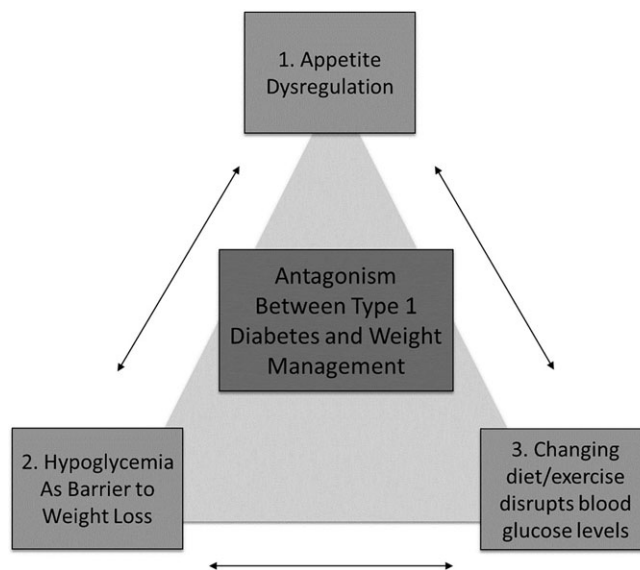 1. Appetite
Dysregulation
Antagonism
Between Type 1
Diabetes and Weight
Management
2. Hypoglycemia
As Barrier to
Weight Loss
3. Changing
diet/exercise
disrupts blood
glucose levels